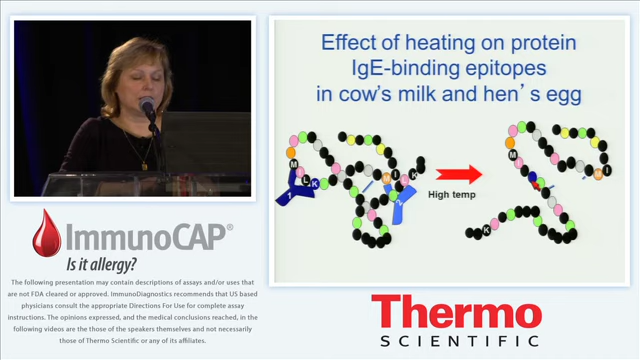 Effect of heating on protein
IgE-binding epitopes
in cow's milk and hen's egg
M
I
L
K
1
I
K
2
High temp
M
I
K
ImmunoCAP®
Is it allergy?
The following presentation may contain descriptions of assays and/or uses that
are not FDA cleared or approved. ImmunoDiagnostics recommends that US based
physicians consult the appropriate Directions For Use for complete assay
instructions. The opinions expressed, and the medical conclusions reached, in
the following videos are those of the speakers themselves and not necessarily
those of Thermo Scientific or any of its affiliates.
Thermo
SCIENTIFIC